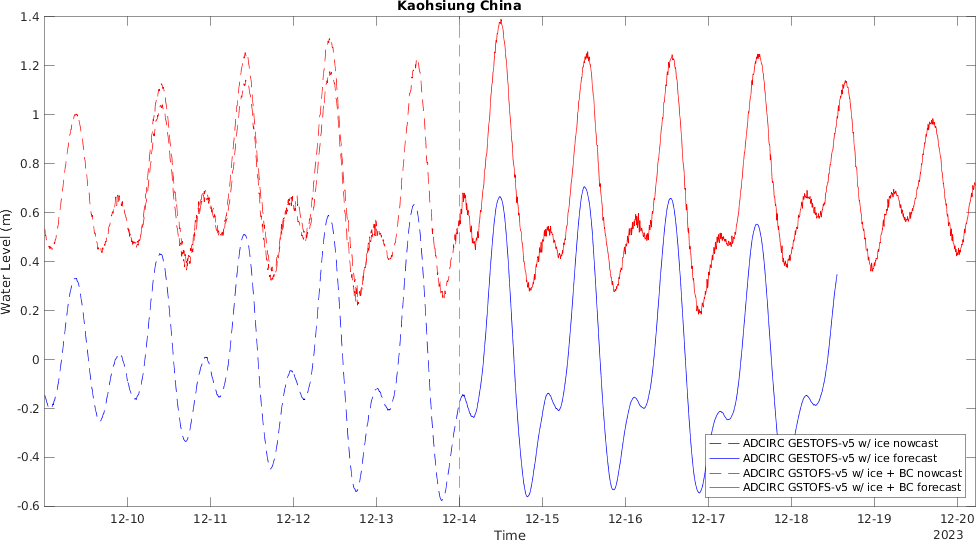 Kaohsiung China
1.4
1.2
1
0.8
0.6
0.4
0.2
0
-0.2
-0.4
-0.6
Water Level (m)
ADCIRC GESTOFS-v5 w/ ice nowcast
ADCIRC GESTOFS-v5 w/ ice forecast
ADCIRC GSTOFS-v5 w/ ice + BC nowcast
ADCIRC GSTOFS-v5 w/ ice + BC forecast
12-10 12-11 12-12 12-13 12-14 12-15 12-16 12-17 12-18 12-19 12-20
Time
2023